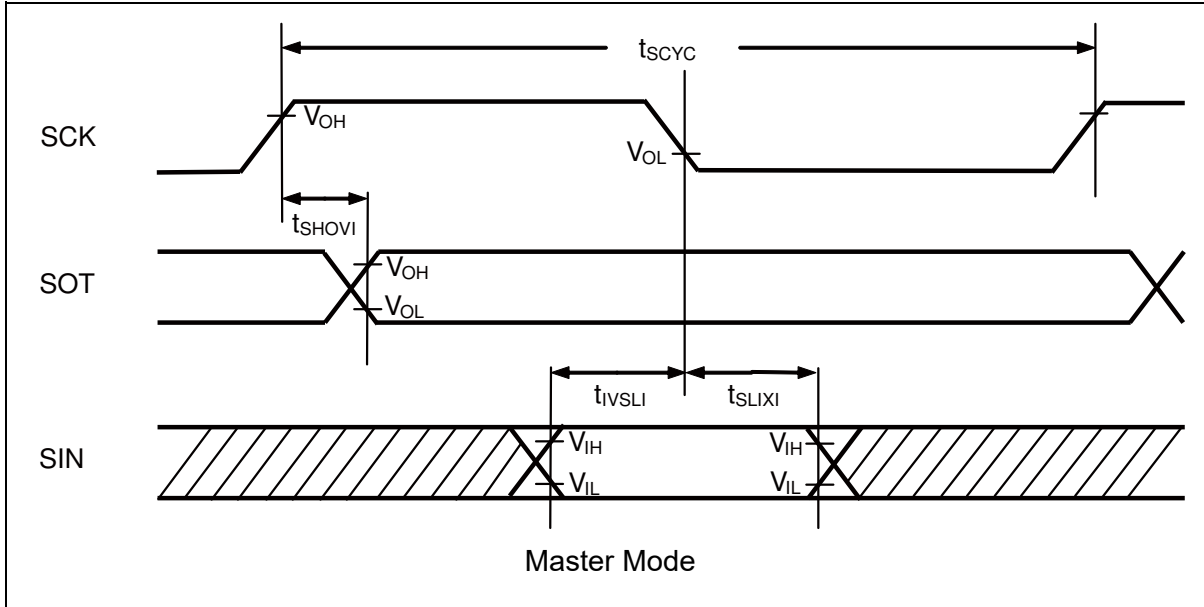 tSCYC
SCK
VOH
VOL
tSHOVI
SOT
VOH
VOL
tIVSLI
tSLIXI
SIN
VIH
VIH
VIL
VIL
Master Mode